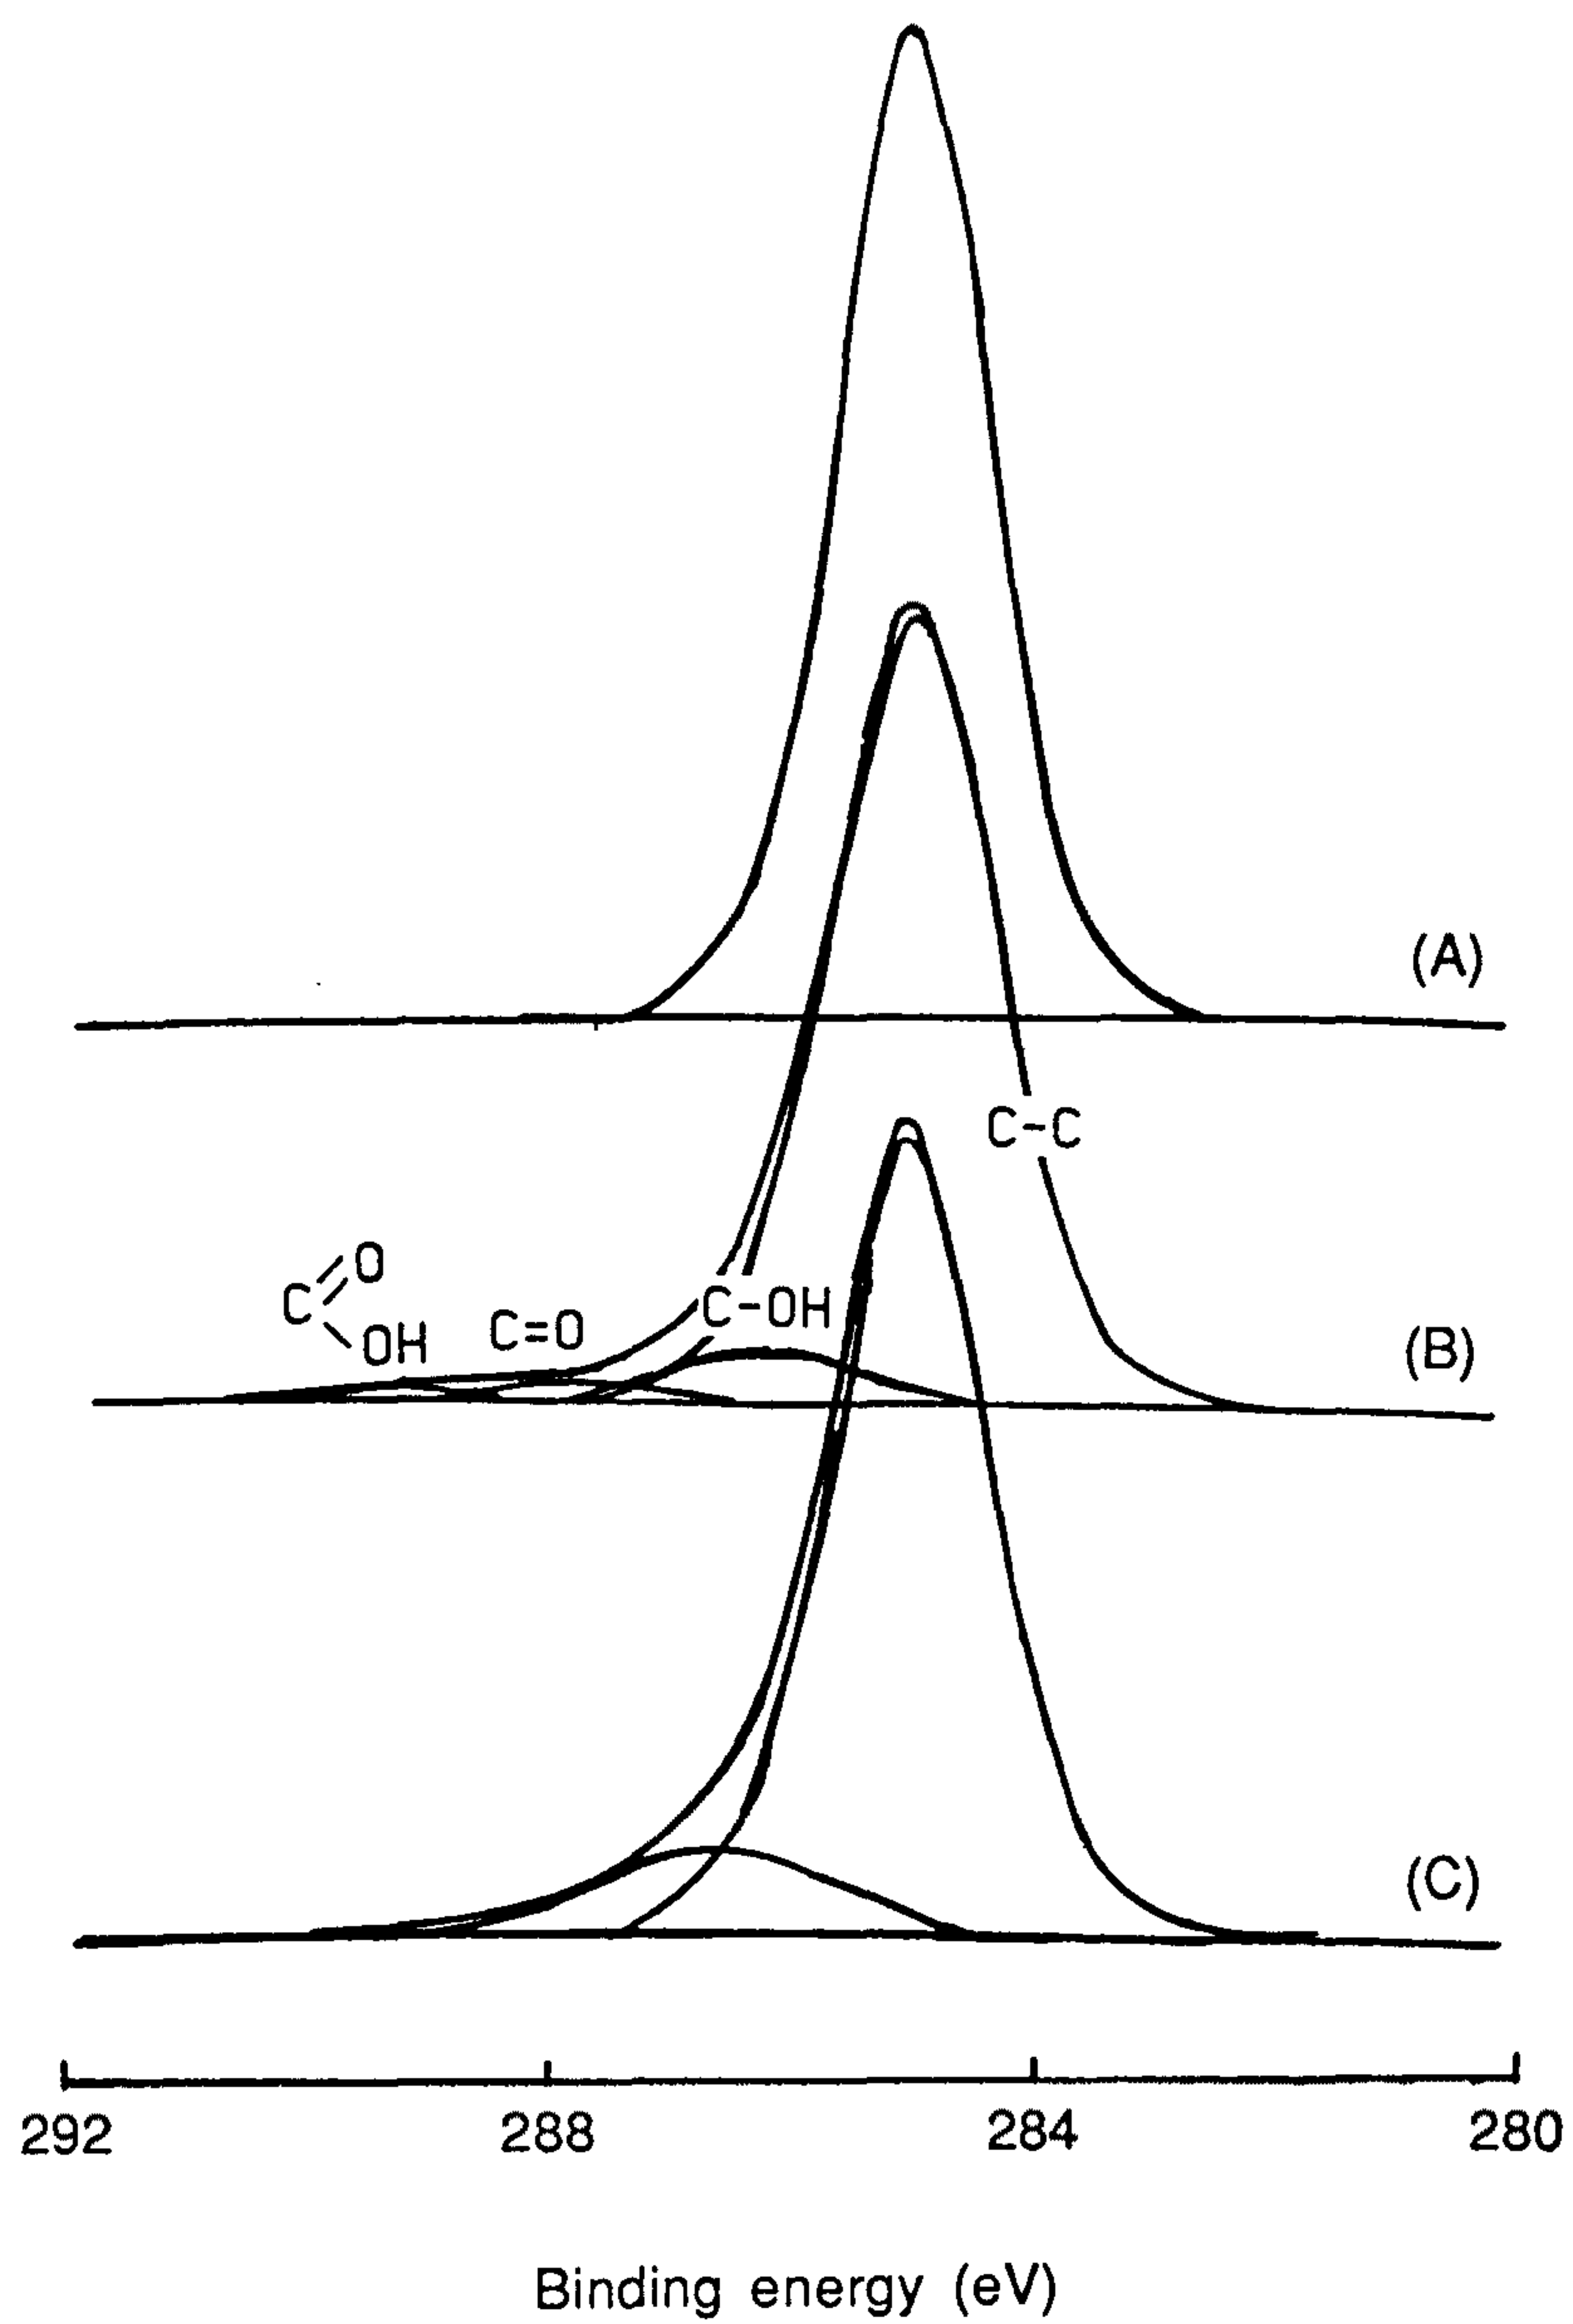 (A)
C-C
C
O
OH
C=O
C-OH
(B)
(C)
292 288 284 280
Binding energy (eV)